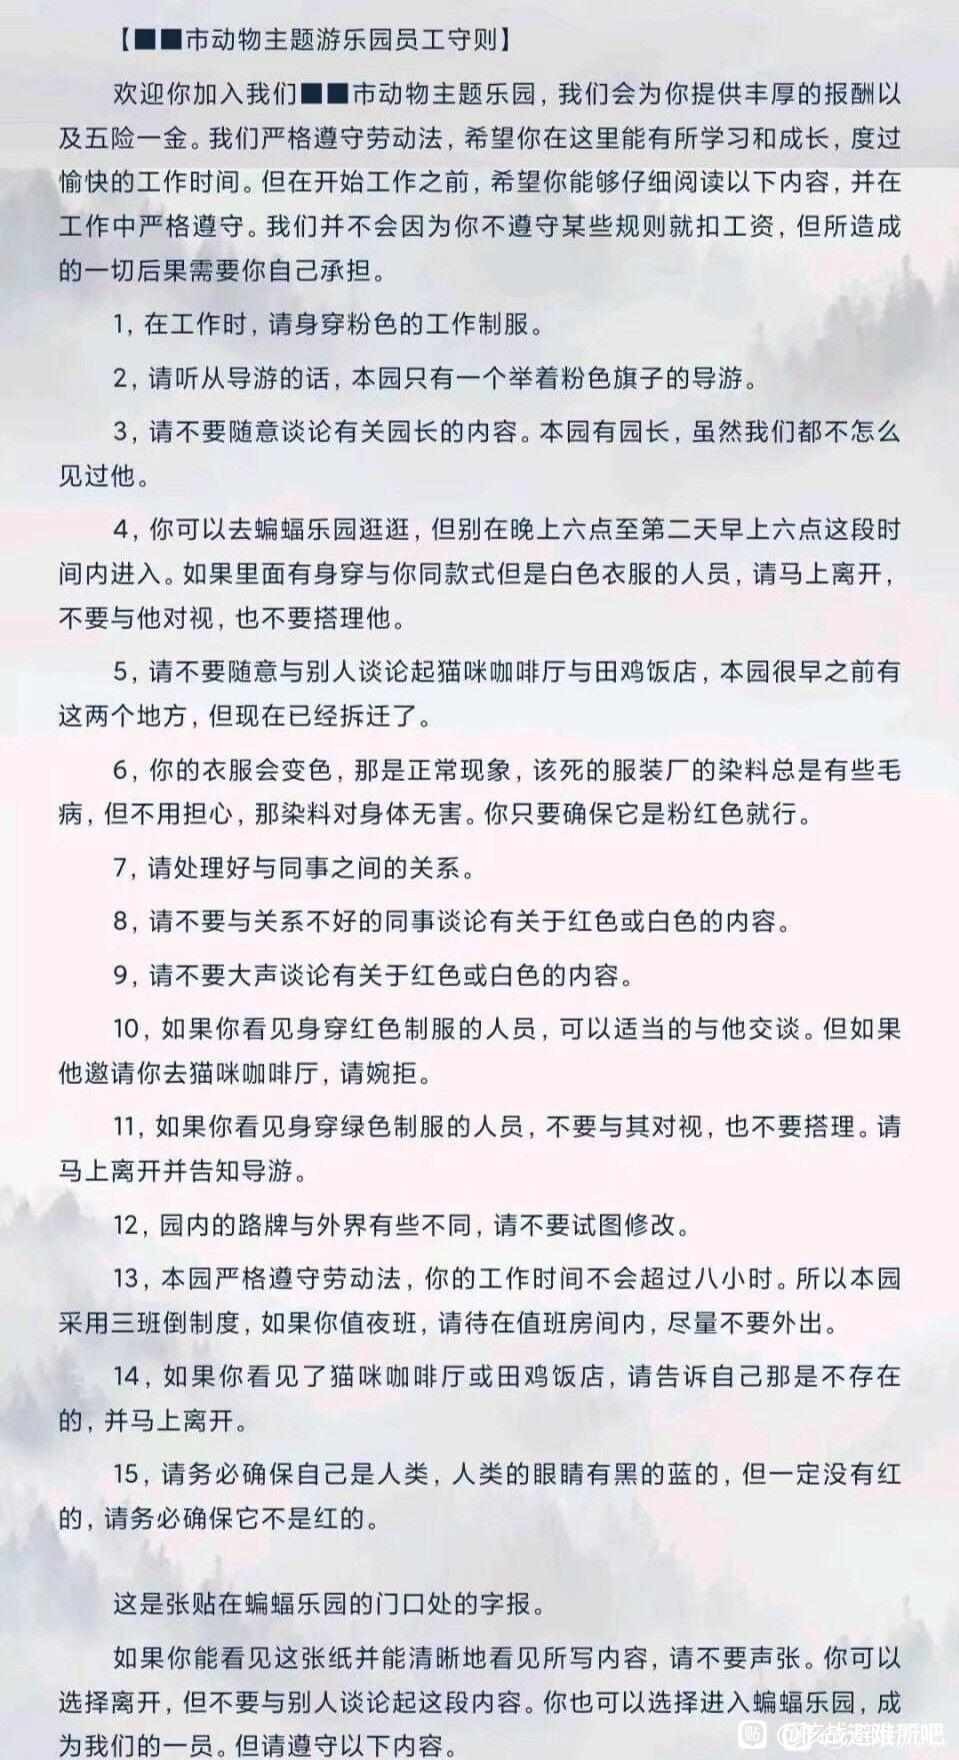 【■■市动物主题游乐园员工守则】
欢迎你加入我们■■市动物主题乐园，我们会为你提供丰厚的报酬以
及五险一金。我们严格遵守劳动法，希望你在这里能有所学习和成长，度过
愉快的工作时间。但在开始工作之前，希望你能够仔细阅读以下内容，并在
工作中严格遵守。我们并不会因为你不遵守某些规则就扣工资，但所造成
的一切后果需要你自己承担。
1，在工作时，请身穿粉色的工作制服。
2，请听从导游的话，本园只有一个举着粉色旗子的导游。
3，请不要随意谈论有关园长的内容。本园有园长，虽然我们都不怎么
见过他。
4，你可以去蝙蝠乐园逛逛，但别在晚上六点至第二天早上六点这段时
间内进入。如果里面有身穿与你同款式但是白色衣服的人员，请马上离开，
不要与他对视，也不要搭理他。
5，请不要随意与别人谈论起猫咪咖啡厅与田鸡饭店，本园很早之前有
这两个地方，但现在已经拆迁了。
6，你的衣服会变色，那是正常现象，该死的服装厂的染料总是有些毛
病，但不用担心，那染料对身体无害。你只要确保它是粉红色就行。
7，请处理好与同事之间的关系。
8，请不要与关系不好的同事谈论有关于红色或白色的内容。
9，请不要大声谈论有关于红色或白色的内容。
10，如果你看见身穿红色制服的人员，可以适当的与他交谈。但如果
他邀请你去猫咪咖啡厅，请婉拒。
11，如果你看见身穿绿色制服的人员，不要与其对视，也不要搭理。请
马上离开并告知导游。
12，园内的路牌与外界有些不同，请不要试图修改。
13，本园严格遵守劳动法，你的工作时间不会超过八小时。所以本园
采用三班倒制度，如果你值夜班，请待在值班房间内，尽量不要外出。
14，如果你看见了猫咪咖啡厅或田鸡饭店，请告诉自己那是不存在
的，并马上离开。
15，请务必确保自己是人类，人类的眼睛有黑的蓝的，但一定没有红
的，请务必确保它不是红的。
这是张贴在蝙蝠乐园的门口处的字报。
如果你能看见这张纸并能清晰地看见所写内容，请不要声张。你可以
选择离开，但不要与别人谈论起这段内容。你也可以选择进入蝙蝠乐园，成
为我们的一员。但请遵守以下内容。
贴 @核战避难所吧